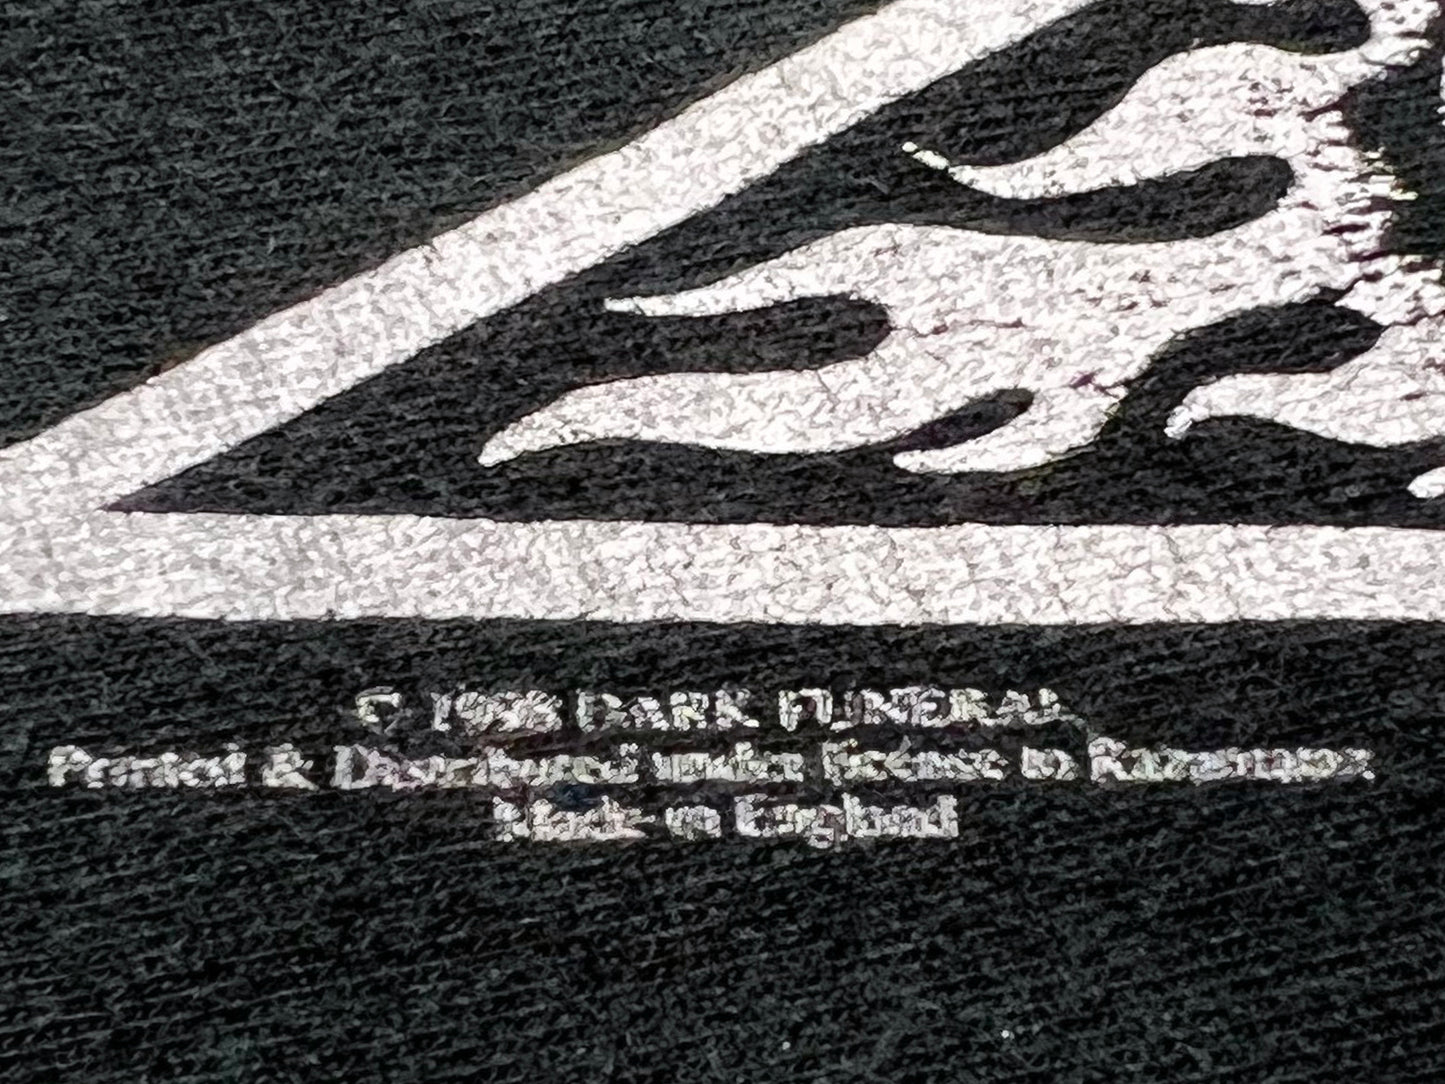 © 1998 DARK FUNERAL
Printed & Distributed under license to Razamataz
Made in England